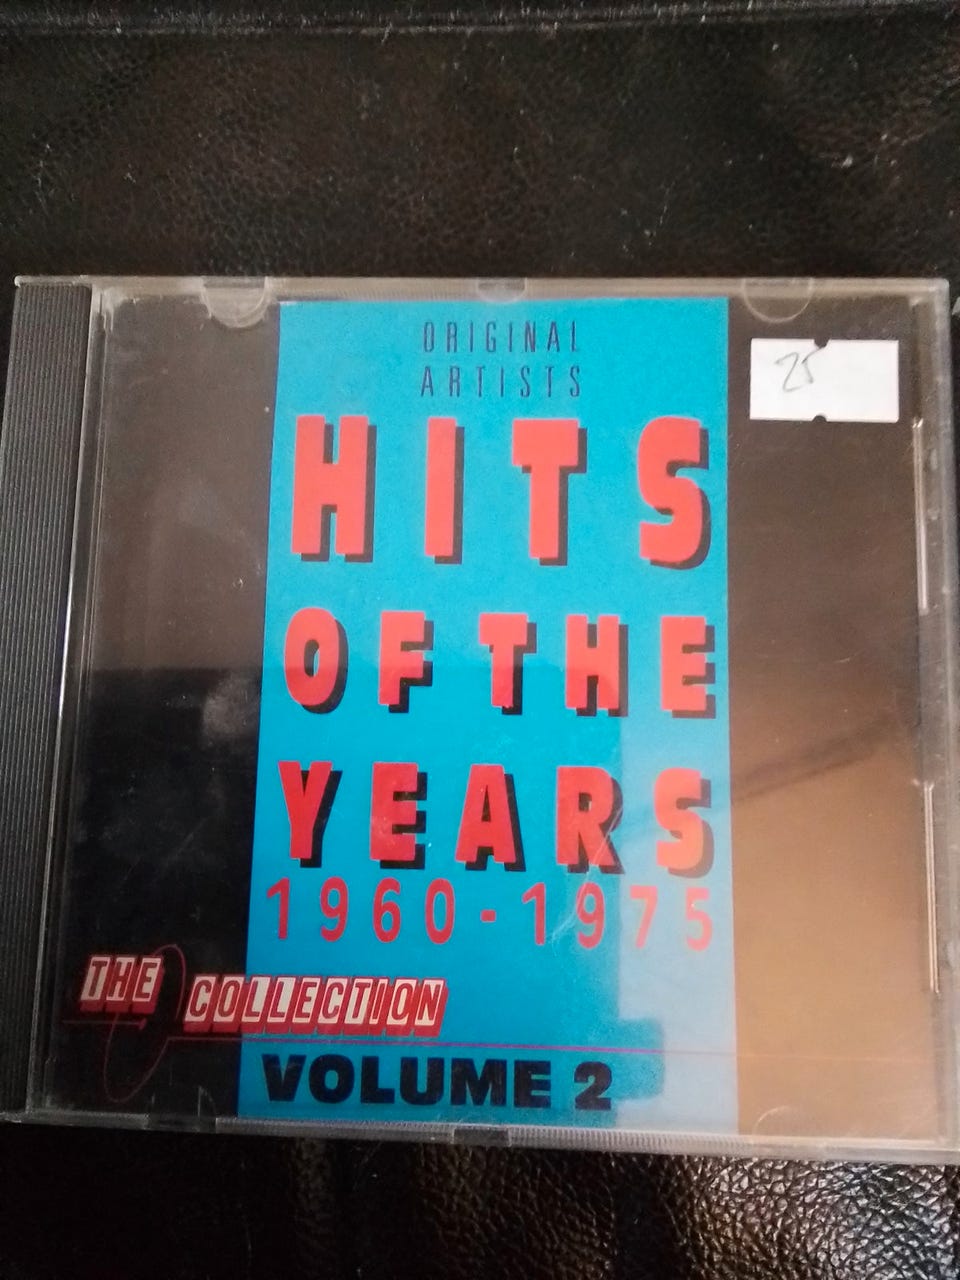 ORIGINAL
ARTISTS
25
HITS
OF THE
YEARS
1960-1975
THE COLLECTION
VOLUME 2